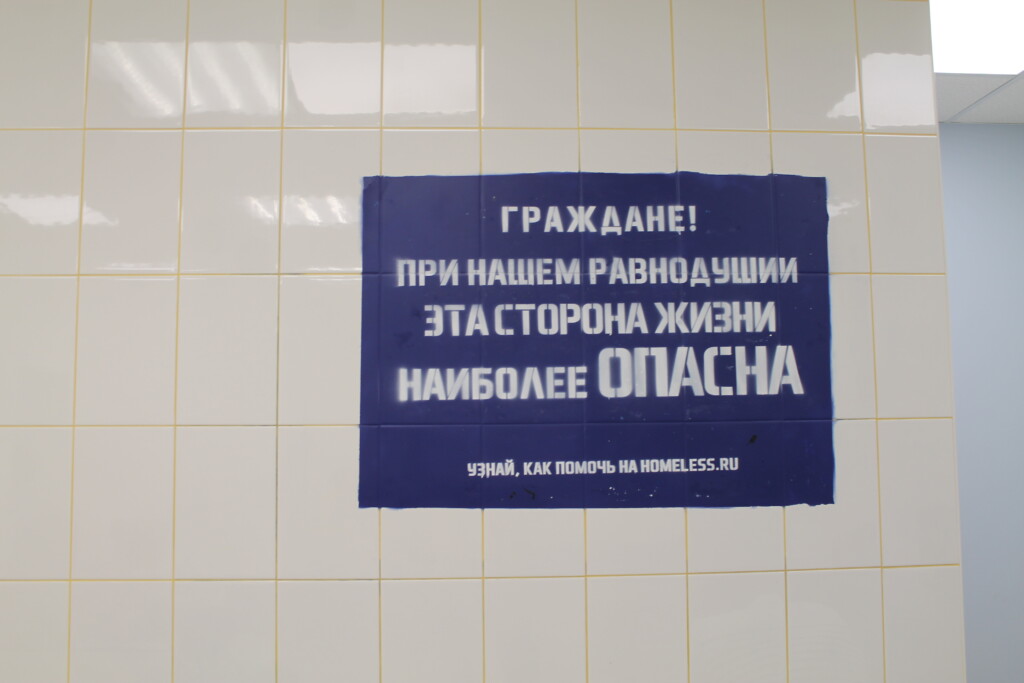 ГРАЖДАНЕ!
ПРИ НАШЕМ РАВНОДУШИИ
ЭТА СТОРОНА ЖИЗНИ
НАИБОЛЕЕ ОПАСНА
УЗНАЙ, КАК ПОМОЧЬ НА HOMELESS.RU